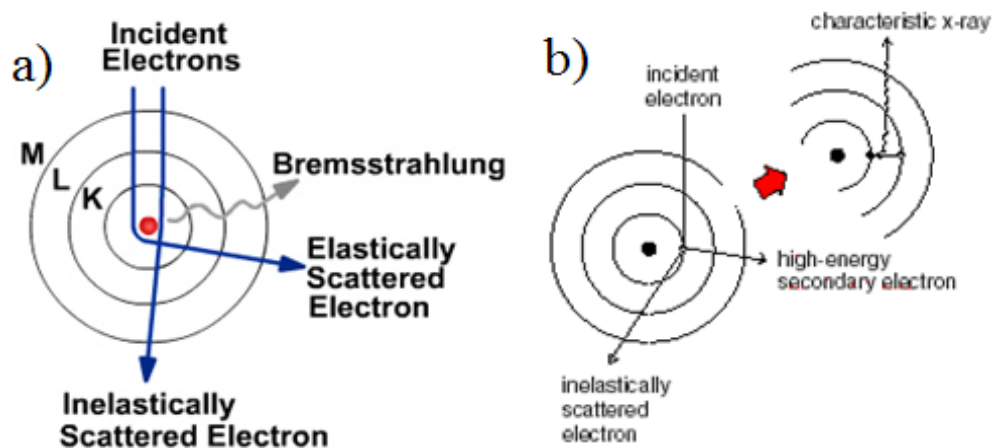 a)
Incident
Electrons
M
L
K
Bremsstrahlung
Elastically
Scattered
Electron
Inelastically
Scattered Electron
b)
characteristic x-ray
incident
electron
high-energy
secondary electron
inelastically
scattered
electron